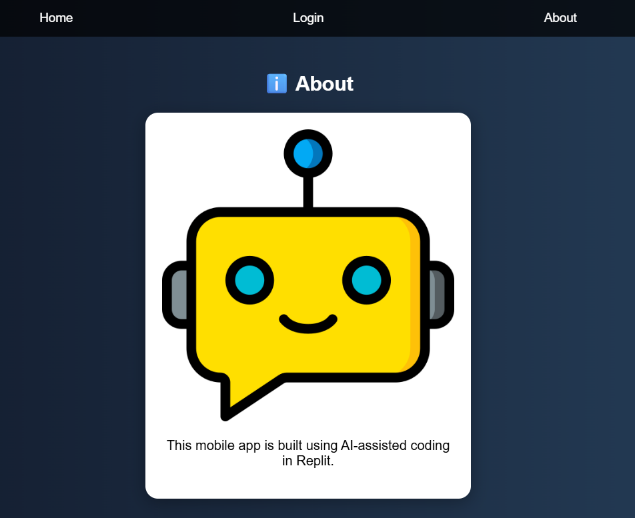 Home Login About
ℹ️ About
This mobile app is built using AI-assisted coding
in Replit.